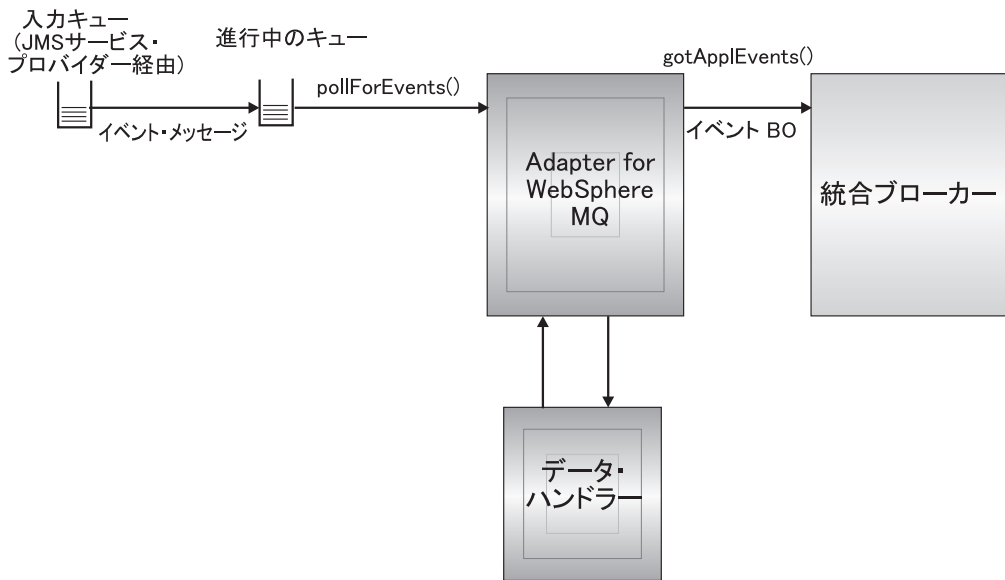 入力キュー
(JMSサービス・
プロバイダー経由)
進行中のキュー
イベント・メッセージ
pollForEvents()
Adapter for
WebSphere
MQ
gotApplEvents()
イベント BO
統合ブローカー
データ・
ハンドラー